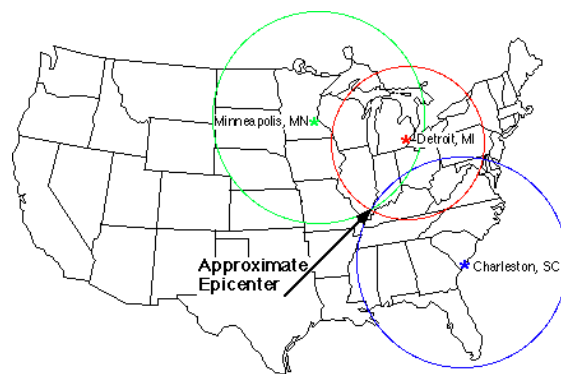 Minneapolis, MN
Detroit, MI
Approximate
Epicenter
Charleston, SC